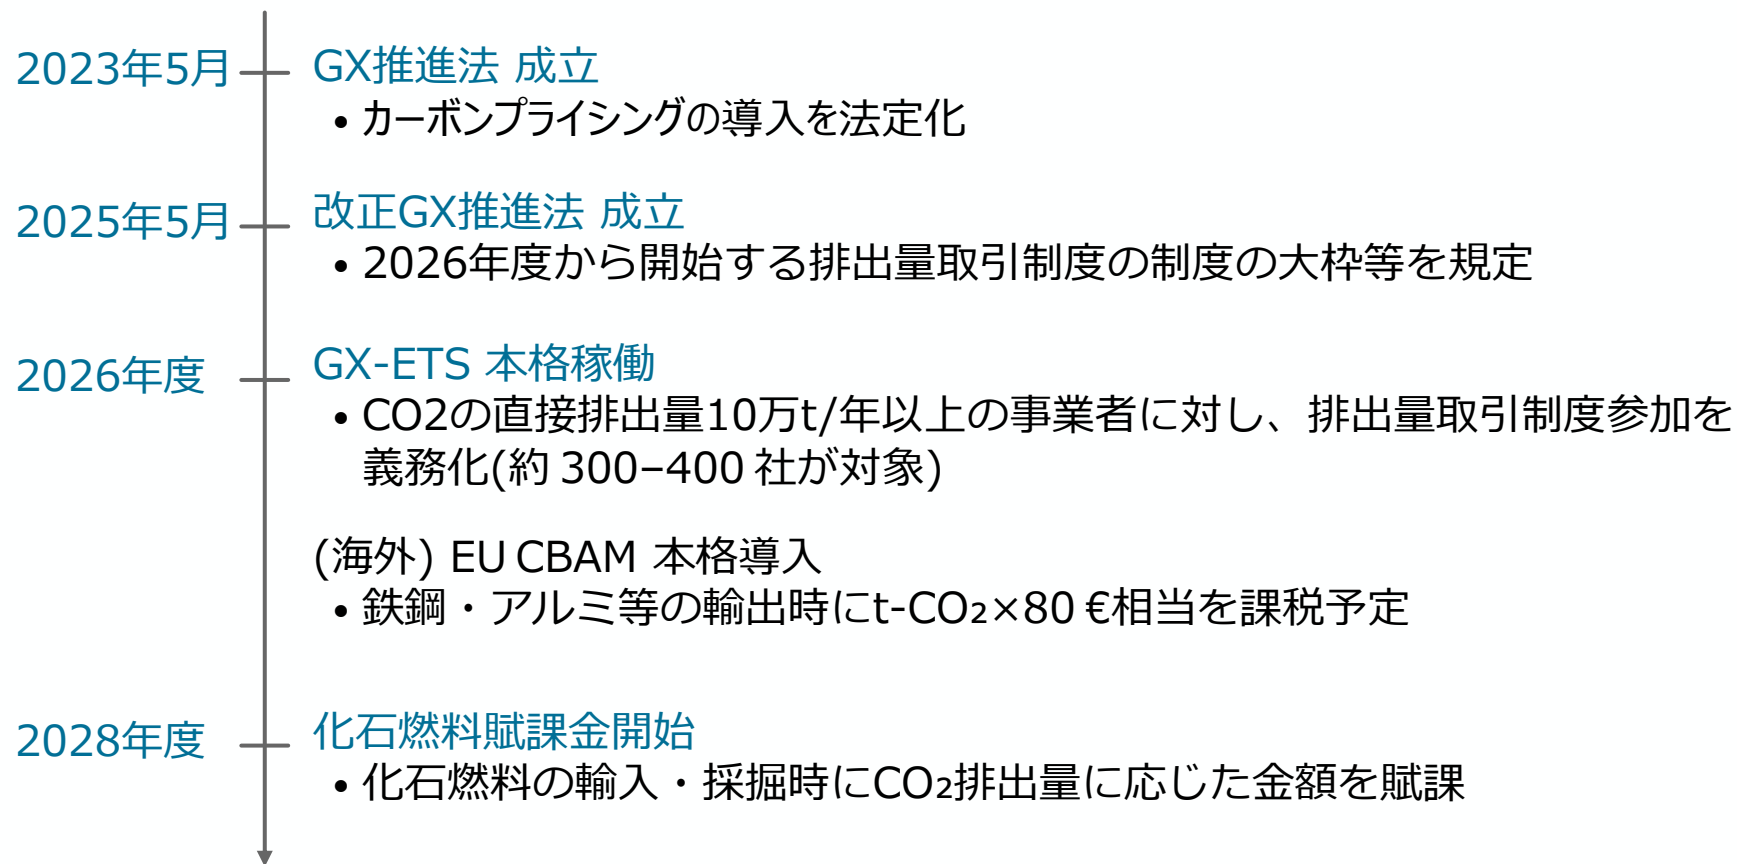 2023年5月 GX推進法 成立
• カーボンプライシングの導入を法定化
2025年5月 改正GX推進法 成立
• 2026年度から開始する排出量取引制度の制度の大枠等を規定
2026年度 GX-ETS 本格稼働
• CO2の直接排出量10万t/年以上の事業者に対し、排出量取引制度参加を
義務化(約 300–400 社が対象)
(海外) EU CBAM 本格導入
• 鉄鋼・アルミ等の輸出時にt-CO₂×80 €相当を課税予定
2028年度 化石燃料賦課金開始
• 化石燃料の輸入・採掘時にCO₂排出量に応じた金額を賦課